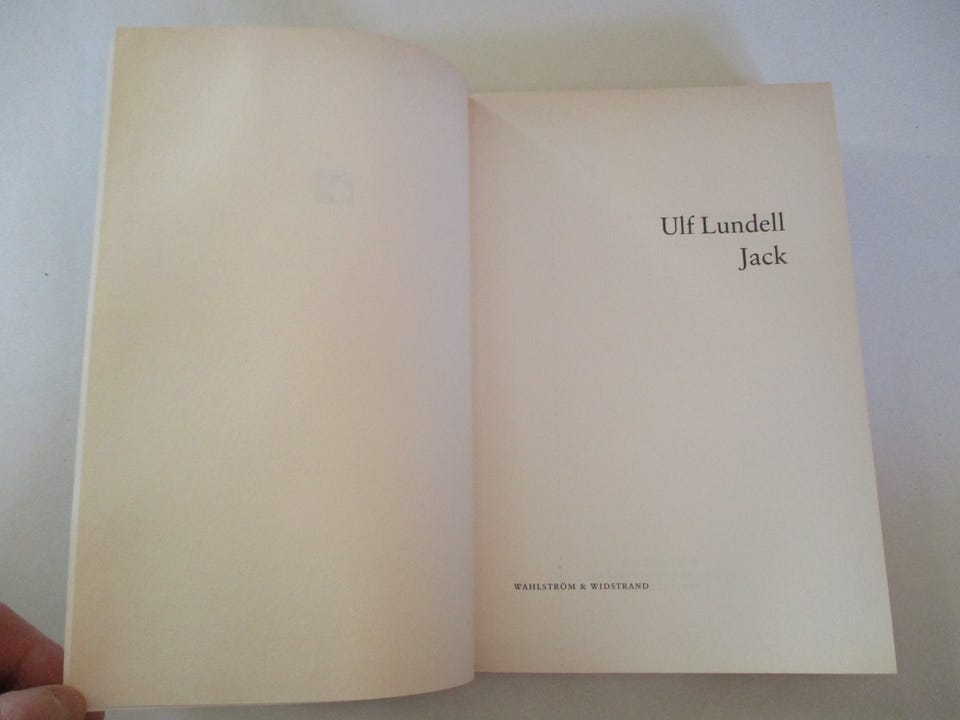 Ulf Lundell
Jack
WAHLSTRÖM & WIDSTRAND